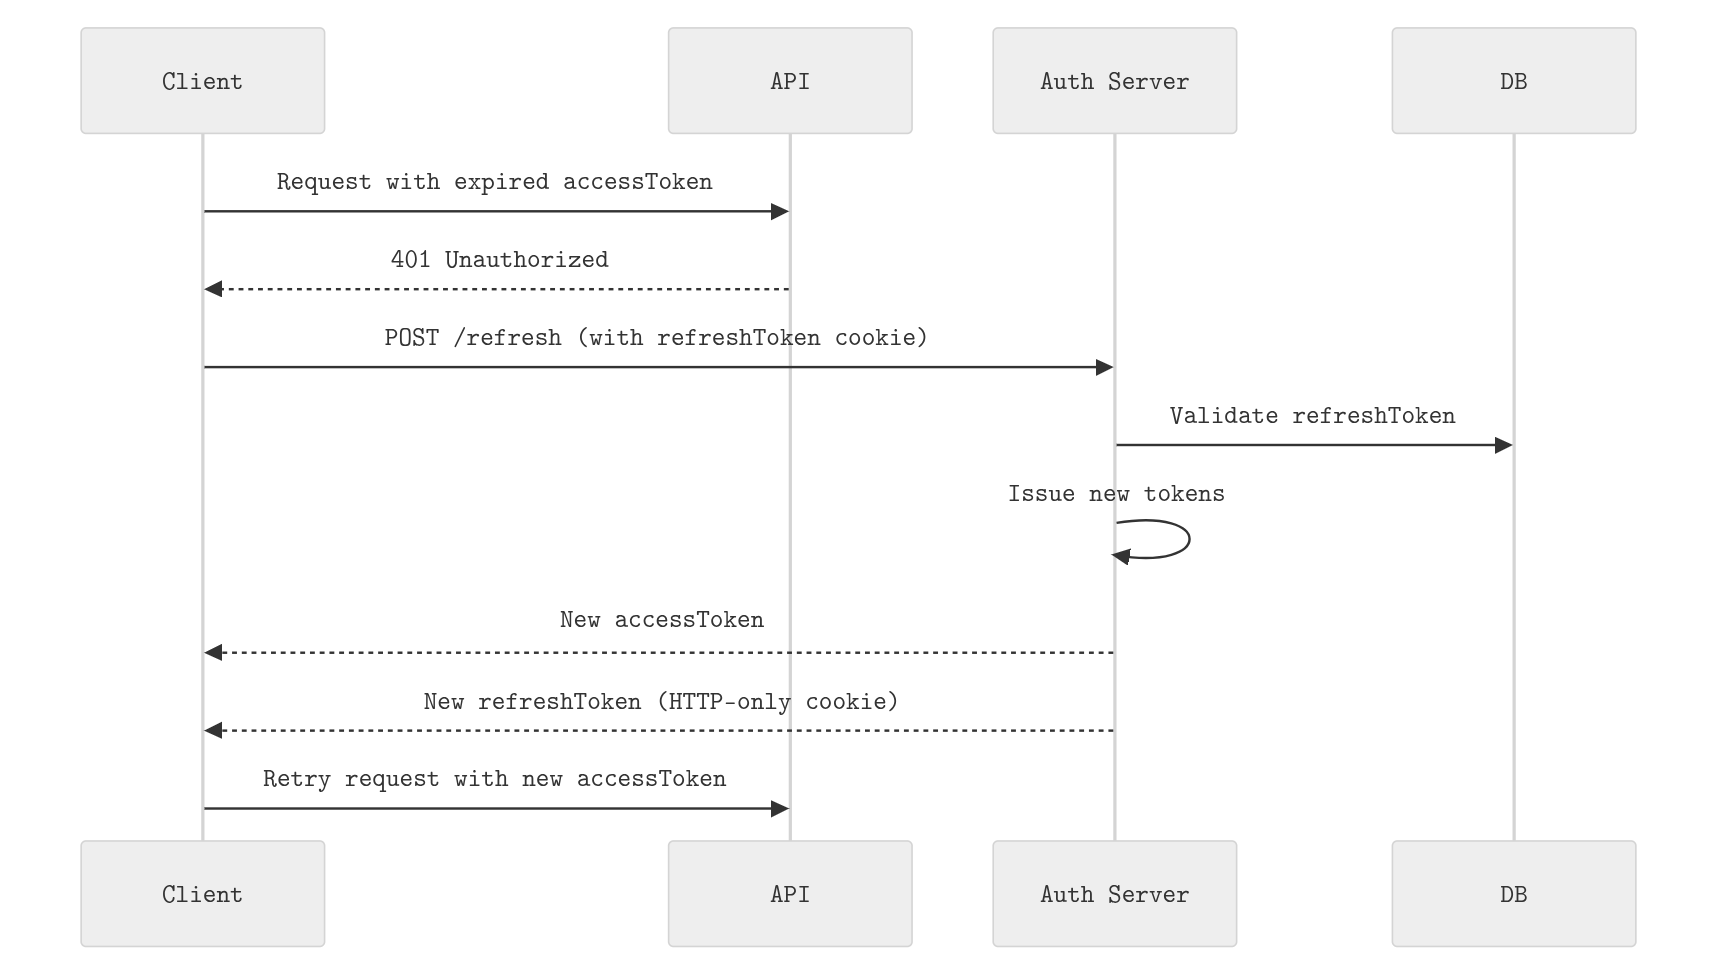 Client
API
Auth Server
DB
Request with expired accessToken
401 Unauthorized
POST /refresh (with refreshToken cookie)
Validate refreshToken
Issue new tokens
New accessToken
New refreshToken (HTTP-only cookie)
Retry request with new accessToken
Client
API
Auth Server
DB